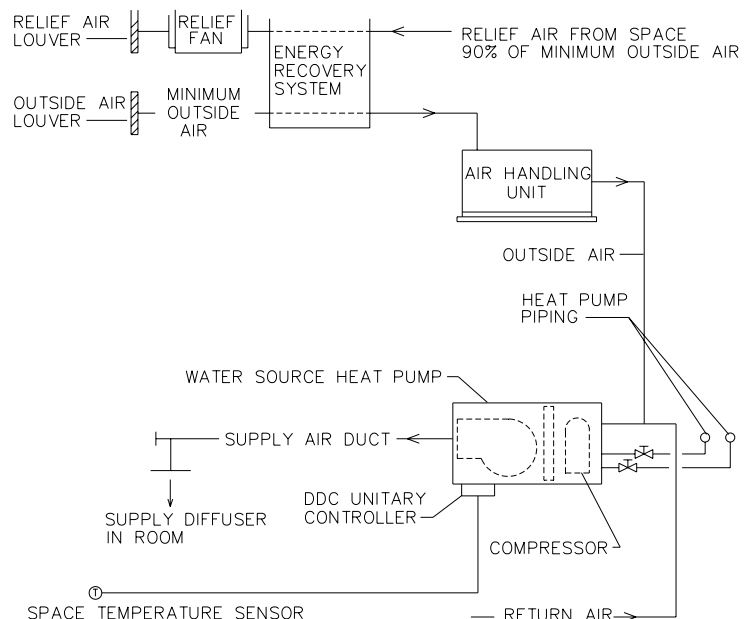 RELIEF AIR
LOUVER
RELIEF
FAN
ENERGY
RECOVERY
SYSTEM
RELIEF AIR FROM SPACE
90% OF MINIMUM OUTSIDE AIR
OUTSIDE AIR
LOUVER
MINIMUM
OUTSIDE
AIR
AIR HANDLING
UNIT
OUTSIDE AIR
HEAT PUMP
PIPING
WATER SOURCE HEAT PUMP
SUPPLY AIR DUCT
DDC UNITARY
CONTROLLER
SUPPLY DIFFUSER
IN ROOM
COMPRESSOR
T
SPACE TEMPERATURE SENSOR
RETURN AIR